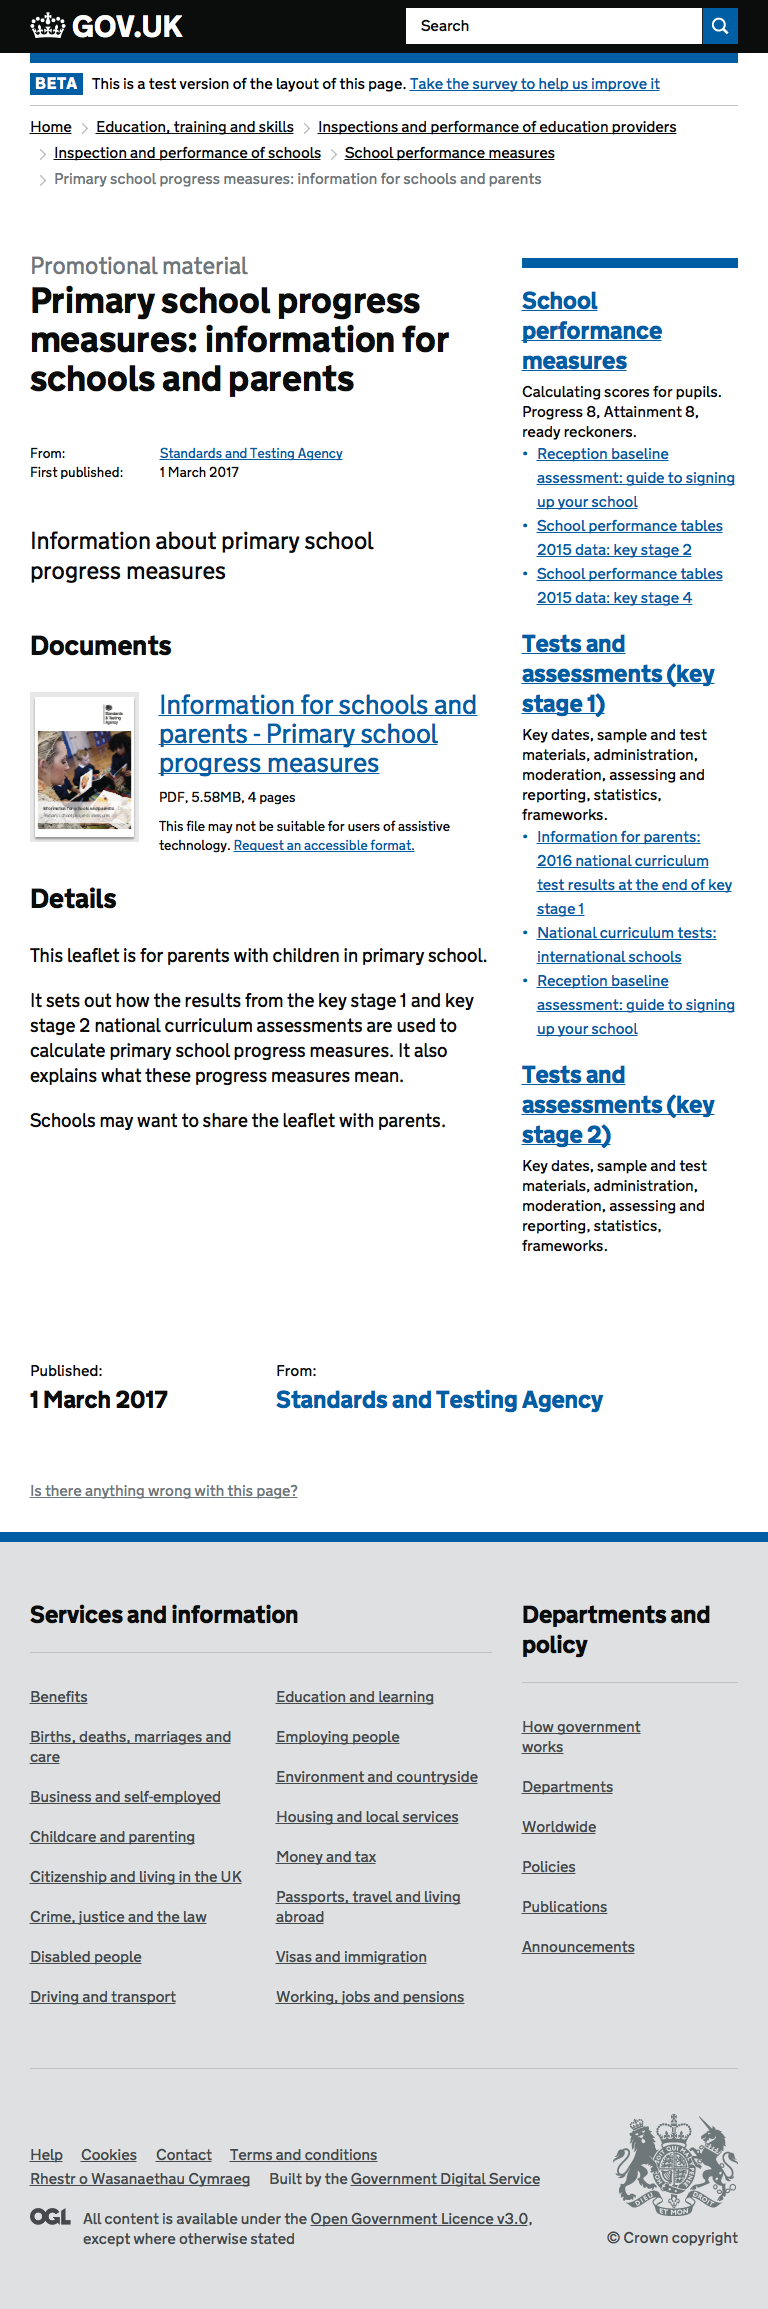 GOV.UK
Search
BETA This is a test version of the layout of this page. Take the survey to help us improve it
Home Education, training and skills Inspections and performance of education providers
Inspection and performance of schools School performance measures
Primary school progress measures: information for schools and parents
Promotional material
Primary school progress
measures: information for
schools and parents
From: Standards and Testing Agency
First published: 1 March 2017
Information about primary school
progress measures
Documents
Standards
& Testing
Agency
Information for schools and parents
Information for schools and
parents - Primary school
progress measures
PDF, 5.58MB, 4 pages
This file may not be suitable for users of assistive
technology. Request an accessible format.
Details
This leaflet is for parents with children in primary school.
It sets out how the results from the key stage 1 and key
stage 2 national curriculum assessments are used to
calculate primary school progress measures. It also
explains what these progress measures mean.
Schools may want to share the leaflet with parents.
School
performance
measures
Calculating scores for pupils.
Progress 8, Attainment 8,
ready reckoners.
• Reception baseline
assessment: guide to signing
up your school
• School performance tables
2015 data: key stage 2
• School performance tables
2015 data: key stage 4
Tests and
assessments (key
stage 1)
Key dates, sample and test
materials, administration,
moderation, assessing and
reporting, statistics,
frameworks.
• Information for parents:
2016 national curriculum
test results at the end of key
stage 1
• National curriculum tests:
international schools
• Reception baseline
assessment: guide to signing
up your school
Tests and
assessments (key
stage 2)
Key dates, sample and test
materials, administration,
moderation, assessing and
reporting, statistics,
frameworks.
Published:
1 March 2017
From:
Standards and Testing Agency
Is there anything wrong with this page?
Services and information
Benefits
Births, deaths, marriages and
care
Business and self-employed
Childcare and parenting
Citizenship and living in the UK
Crime, justice and the law
Disabled people
Driving and transport
Education and learning
Employing people
Environment and countryside
Housing and local services
Money and tax
Passports, travel and living
abroad
Visas and immigration
Working, jobs and pensions
Departments and
policy
How government
works
Departments
Worldwide
Policies
Publications
Announcements
Help Cookies Contact Terms and conditions
Rhestr o Wasanaethau Cymraeg Built by the Government Digital Service
OGL All content is available under the Open Government Licence v3.0,
except where otherwise stated
DIEU ET MON DROIT
© Crown copyright